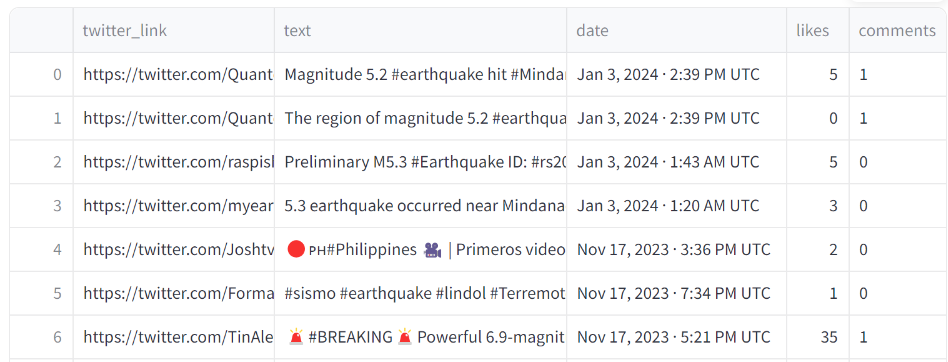 twitter_link text date likes comments
0 https://twitter.com/Quant Magnitude 5.2 #earthquake hit #Minda Jan 3, 2024 · 2:39 PM UTC 5 1
1 https://twitter.com/Quant The region of magnitude 5.2 #earthqua Jan 3, 2024 · 2:39 PM UTC 0 1
2 https://twitter.com/raspisl Preliminary M5.3 #Earthquake ID: #rs20 Jan 3, 2024 · 1:43 AM UTC 5 0
3 https://twitter.com/myear 5.3 earthquake occurred near Mindana Jan 3, 2024 · 1:20 AM UTC 3 0
4 https://twitter.com/Joshtv 🔴 ᴘʜ#Philippines 🎥 | Primeros video Nov 17, 2023 · 3:36 PM UTC 2 0
5 https://twitter.com/Forma #sismo #earthquake #lindol #Terremot Nov 17, 2023 · 7:34 PM UTC 1 0
6 https://twitter.com/TinAle 🚨 #BREAKING 🚨 Powerful 6.9-magnit Nov 17, 2023 · 5:21 PM UTC 35 1